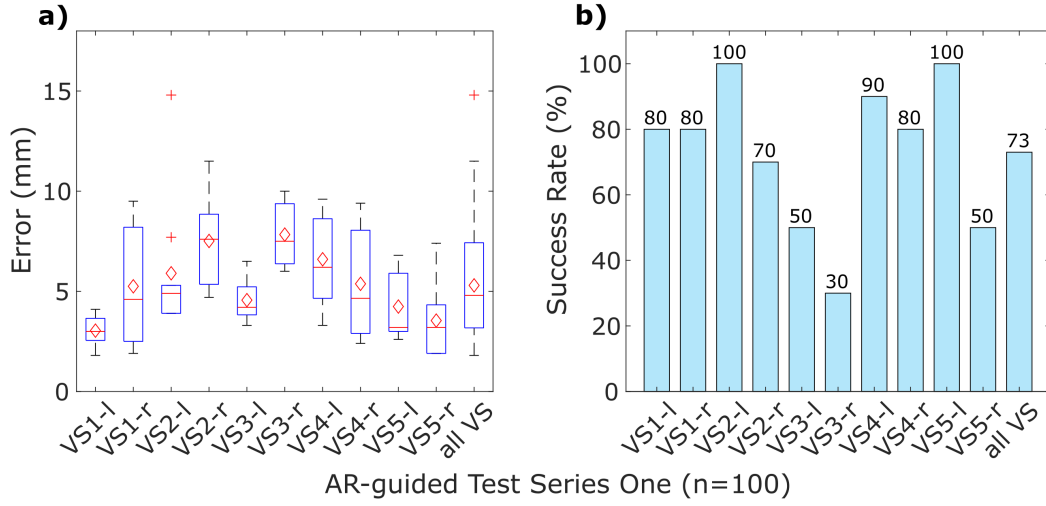 a)
Error (mm)
15
10
5
0
VS1-l
VS1-r
VS2-l
VS2-r
VS3-l
VS3-r
VS4-l
VS4-r
VS5-l
VS5-r
all VS
b)
Success Rate (%)
100
80
60
40
20
0
80
80
100
70
50
30
90
80
100
50
73
VS1-l
VS1-r
VS2-l
VS2-r
VS3-l
VS3-r
VS4-l
VS4-r
VS5-l
VS5-r
all VS
AR-guided Test Series One (n=100)